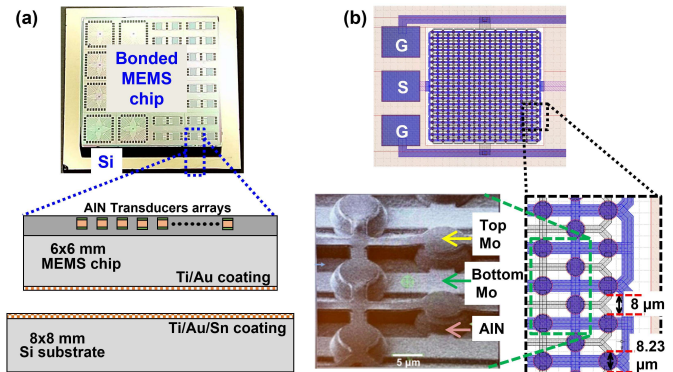 (a)
Bonded
MEMS
chip
Si
AlN Transducers arrays
6x6 mm
MEMS chip
Ti/Au coating
Ti/Au/Sn coating
8x8 mm
Si substrate
(b)
G
S
G
Top
Mo
Bottom
Mo
AlN
5 µm
8 µm
8.23
µm